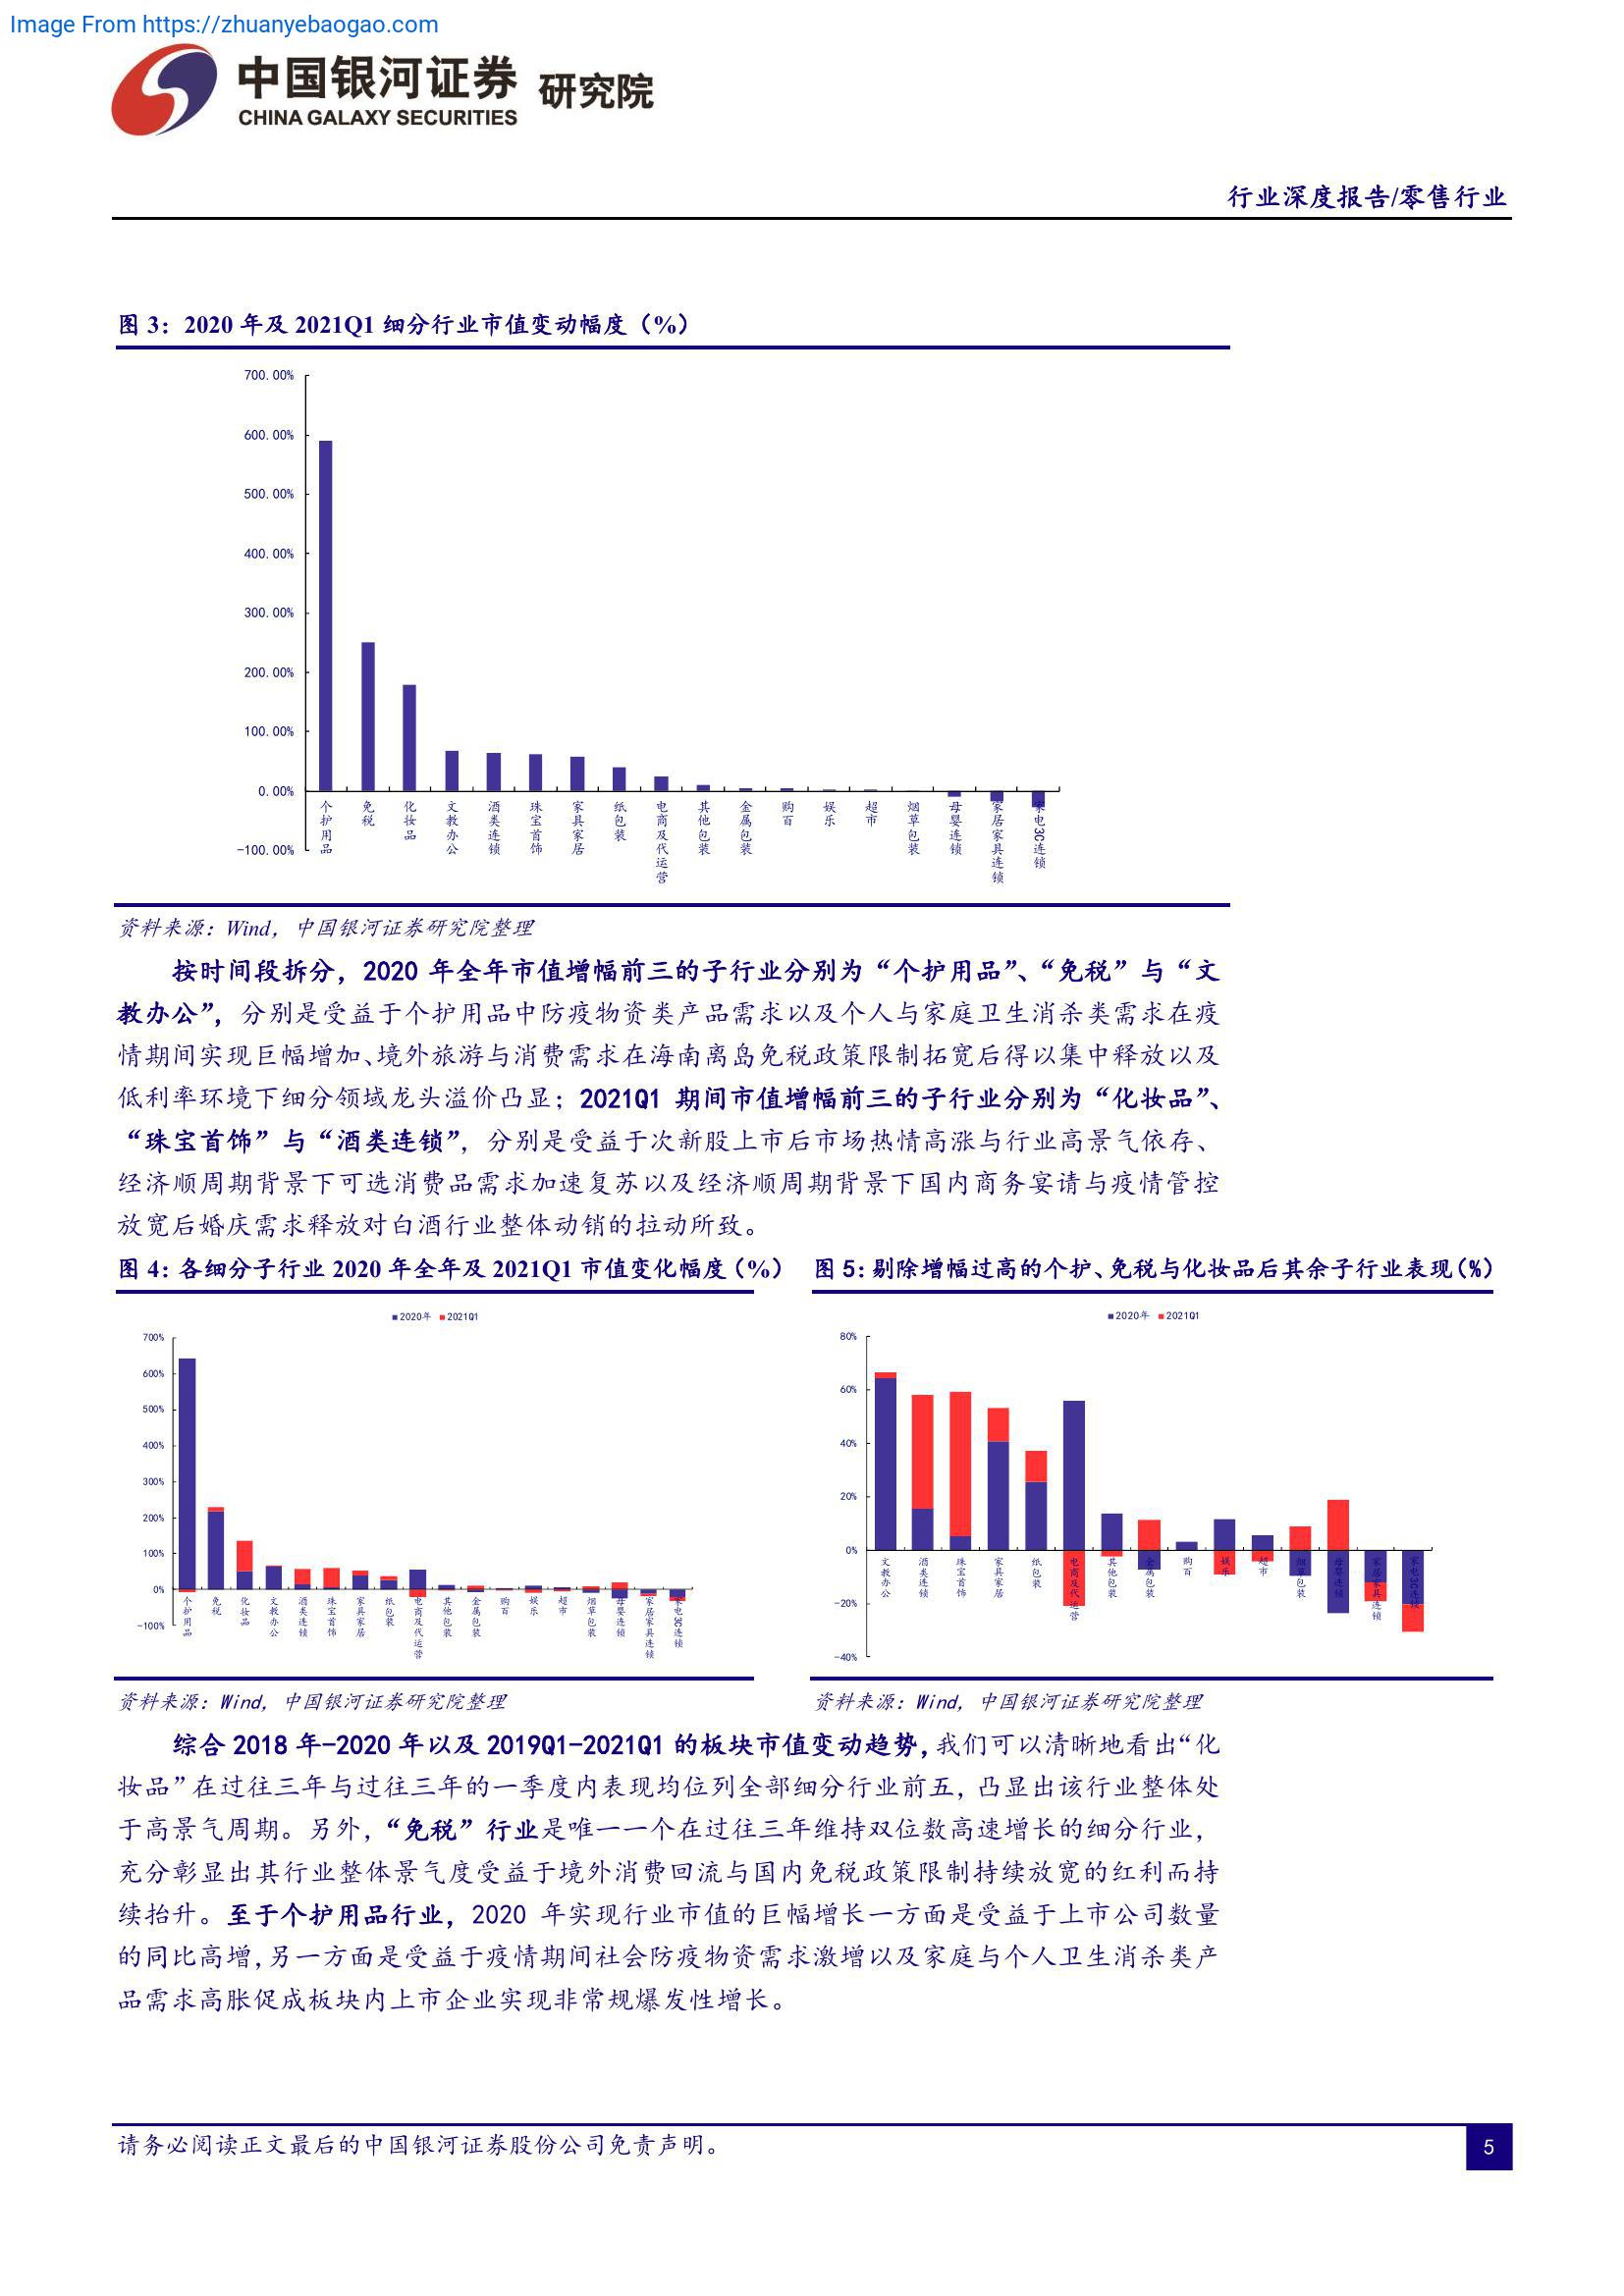 Image From https://zhuanyebaogao.com
中国银河证券 研究院
CHINA GALAXY SECURITIES
行业深度报告/零售行业
图 3：2020 年及 2021Q1 细分行业市值变动幅度（%）
700.00%
600.00%
500.00%
400.00%
300.00%
200.00%
100.00%
0.00%
-100.00%
个护用品
免税
化妆品
文教办公
酒类连锁
珠宝首饰
家具家居
纸包装
电商及代运营
其他包装
金属包装
购百
娱乐
超市
烟草包装
母婴连锁
家居家具连锁
家电3C连锁
资料来源：Wind，中国银河证券研究院整理
按时间段拆分，2020 年全年市值增幅前三的子行业分别为“个护用品”、“免税”与“文
教办公”，分别是受益于个护用品中防疫物资类产品需求以及个人与家庭卫生消杀类需求在疫
情期间实现巨幅增加、境外旅游与消费需求在海南离岛免税政策限制拓宽后得以集中释放以及
低利率环境下细分领域龙头溢价凸显；2021Q1 期间市值增幅前三的子行业分别为“化妆品”、
“珠宝首饰”与“酒类连锁”，分别是受益于次新股上市后市场热情高涨与行业高景气依存、
经济顺周期背景下可选消费品需求加速复苏以及经济顺周期背景下国内商务宴请与疫情管控
放宽后婚庆需求释放对白酒行业整体动销的拉动所致。
图 4：各细分子行业 2020 年全年及 2021Q1 市值变化幅度（%）
■2020年 ■2021Q1
700%
600%
500%
400%
300%
200%
100%
0%
-100%
个护用品
免税
化妆品
文教办公
酒类连锁
珠宝首饰
家具家居
纸包装
电商及代运营
其他包装
金属包装
购百
娱乐
超市
烟草包装
母婴连锁
家居家具连锁
家电3C连锁
资料来源：Wind，中国银河证券研究院整理
图 5：剔除增幅过高的个护、免税与化妆品后其余子行业表现（%）
■2020年 ■2021Q1
80%
60%
40%
20%
0%
-20%
-40%
文教办公
酒类连锁
珠宝首饰
家具家居
纸包装
电商及代运营
其他包装
金属包装
购百
娱乐
超市
烟草包装
母婴连锁
家居家具连锁
家电3C连锁
资料来源：Wind，中国银河证券研究院整理
综合 2018 年-2020 年以及 2019Q1-2021Q1 的板块市值变动趋势，我们可以清晰地看出“化
妆品”在过往三年与过往三年的一季度内表现均位列全部细分行业前五，凸显出该行业整体处
于高景气周期。另外，“免税”行业是唯一一个在过往三年维持双位数高速增长的细分行业，
充分彰显出其行业整体景气度受益于境外消费回流与国内免税政策限制持续放宽的红利而持
续抬升。至于个护用品行业，2020 年实现行业市值的巨幅增长一方面是受益于上市公司数量
的同比高增，另一方面是受益于疫情期间社会防疫物资需求激增以及家庭与个人卫生消杀类产
品需求高胀促成板块内上市企业实现非常规爆发性增长。
请务必阅读正文最后的中国银河证券股份公司免责声明。
5